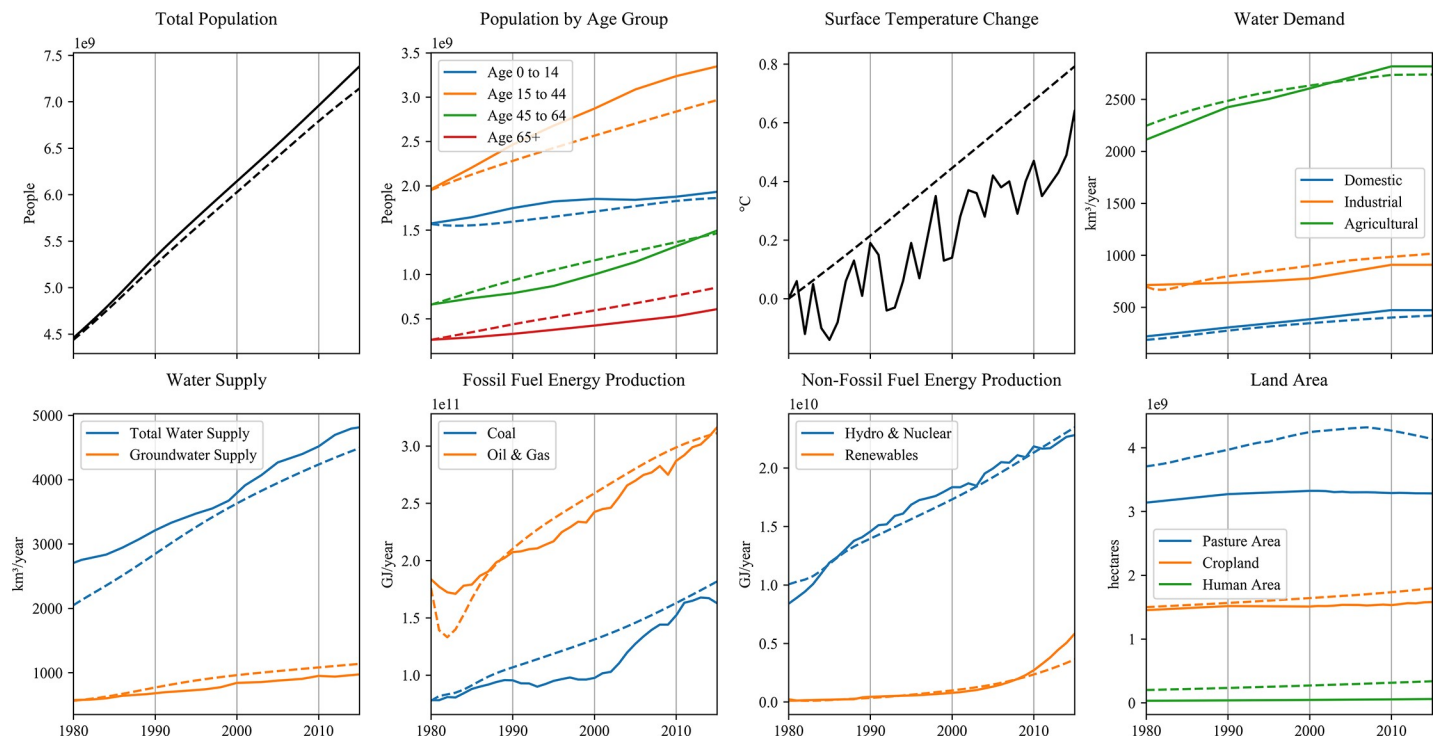 Total Population
Population by Age Group
Surface Temperature Change
Water Demand
1e9
7.5
7.0
6.5
6.0
5.5
5.0
4.5
People
1e9
3.5
3.0
2.5
2.0
1.5
1.0
0.5
People
Age 0 to 14
Age 15 to 44
Age 45 to 64
Age 65+
0.8
0.6
0.4
0.2
0.0
°C
2500
2000
1500
1000
500
km³/year
Domestic
Industrial
Agricultural
Water Supply
Fossil Fuel Energy Production
Non-Fossil Fuel Energy Production
Land Area
5000
4000
3000
2000
1000
km³/year
Total Water Supply
Groundwater Supply
1980 1990 2000 2010
1e11
3.0
2.5
2.0
1.5
1.0
GJ/year
Coal
Oil & Gas
1980 1990 2000 2010
1e10
2.0
1.5
1.0
0.5
0.0
GJ/year
Hydro & Nuclear
Renewables
1980 1990 2000 2010
1e9
4
3
2
1
0
hectares
Pasture Area
Cropland
Human Area
1980 1990 2000 2010